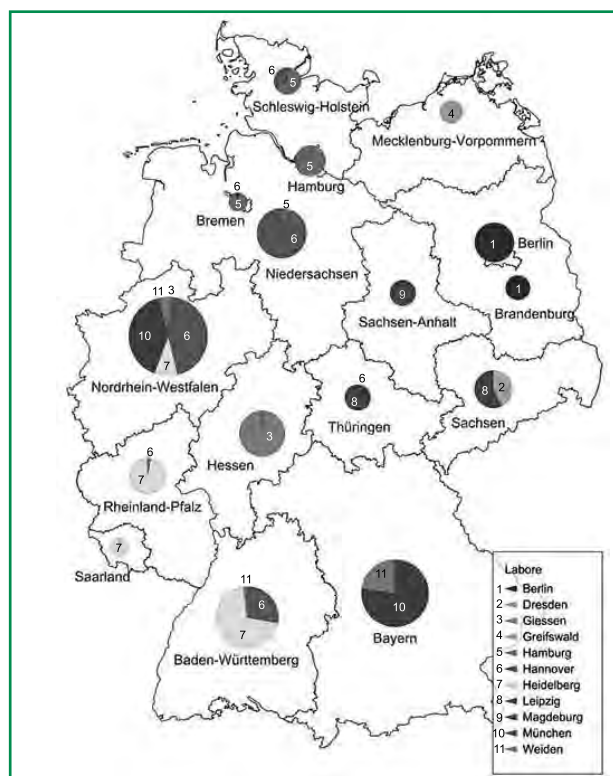 6
5
Schleswig-Holstein
4
Mecklenburg-Vorpommern
5
Hamburg
6
5
Bremen
5
6
Niedersachsen
1
Berlin
1
Brandenburg
9
Sachsen-Anhalt
11 3
10 6
7
Nordrhein-Westfalen
6
8
Thüringen
8 2
Sachsen
3
Hessen
6
7
Rheinland-Pfalz
7
Saarland
11
6
7
Baden-Württemberg
11
10
Bayern
Labore
1 Berlin
2 Dresden
3 Giessen
4 Greifswald
5 Hamburg
6 Hannover
7 Heidelberg
8 Leipzig
9 Magdeburg
10 München
11 Weiden